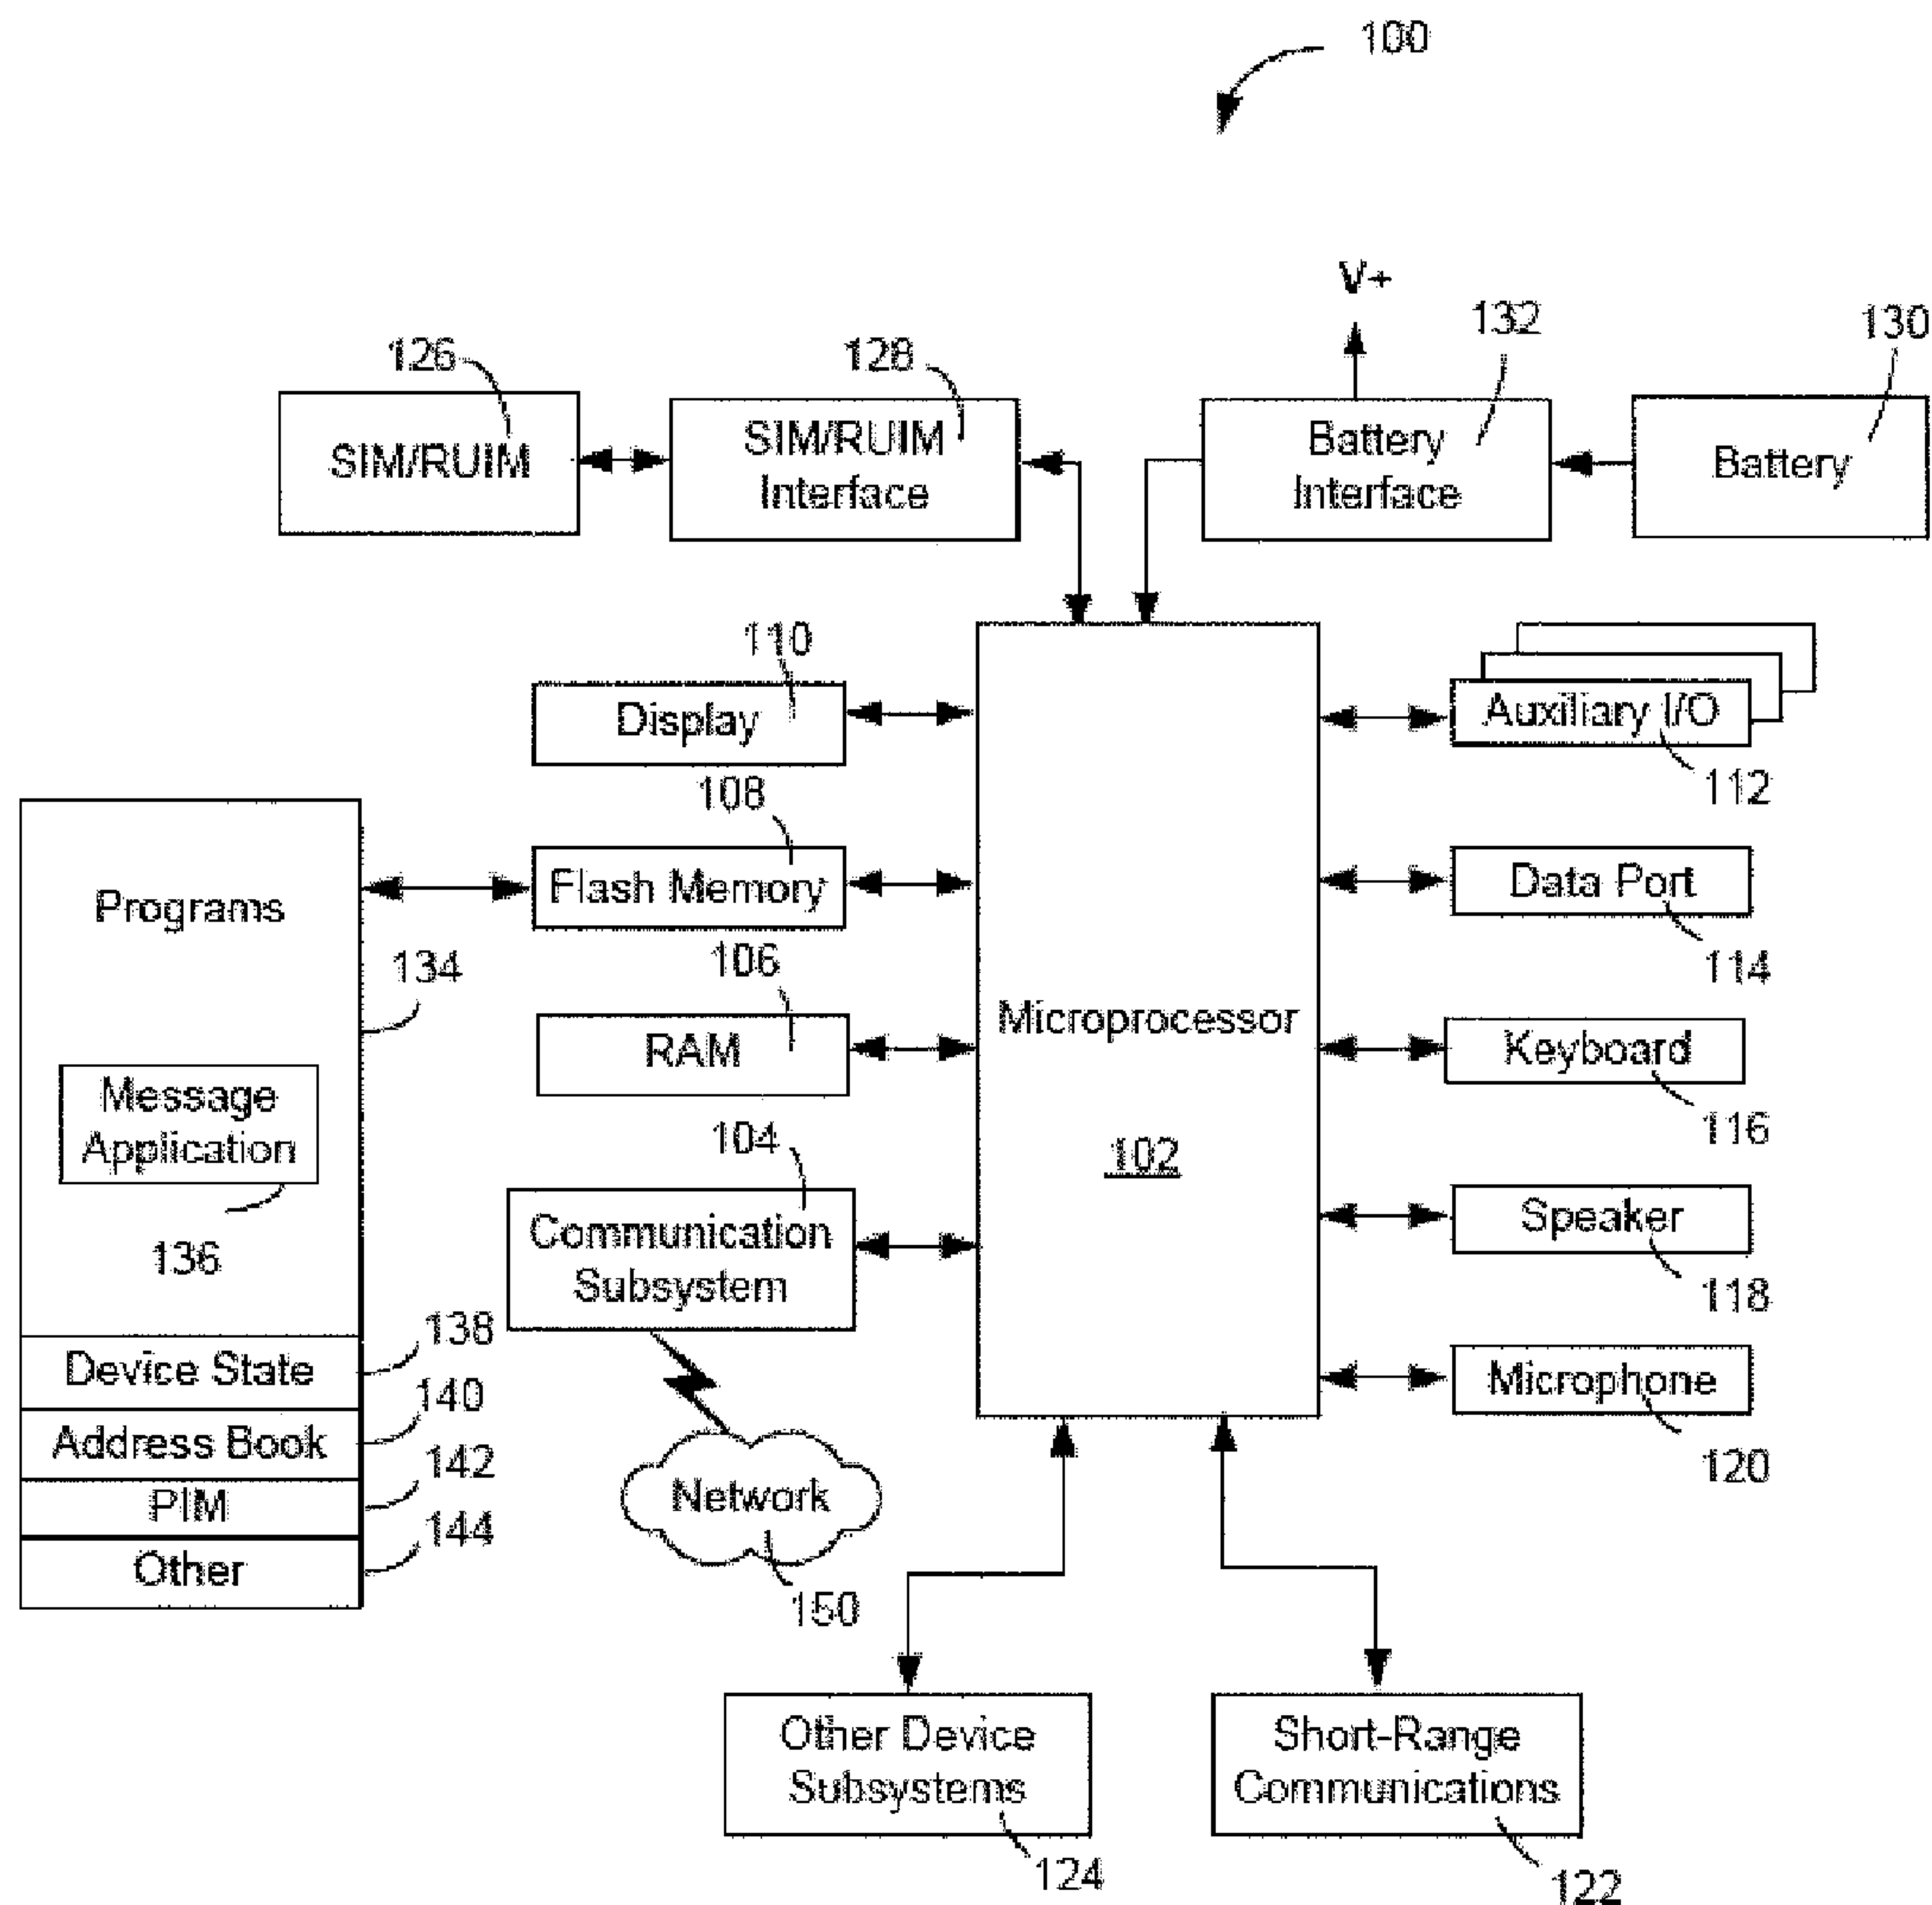 100
V+
132
130
126
128
SIM/RUIM
SIM/RUIM
Interface
Battery
Interface
Battery
110
Display
Auxiliary I/O
112
108
Programs
Flash Memory
Data Port
134
106
114
RAM
Microprocessor
Keyboard
Message
Application
104
102
116
136
Communication
Subsystem
Speaker
118
138
Device State
Microphone
140
Address Book
142
120
PIM
Network
144
Other
150
Other Device
Subsystems
Short-Range
Communications
124
122